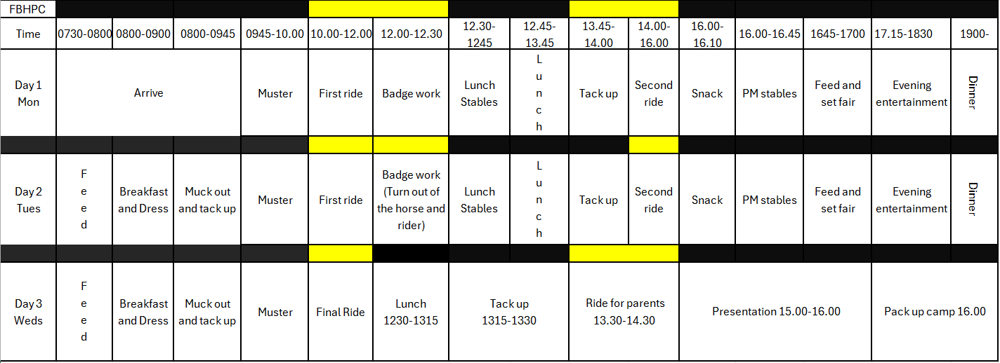 FBHPC
Time 0730-0800 0800-0900 0800-0945 0945-10.00 10.00-12.00 12.00-12.30 12.30-1245 12.45-13.45 13.45-14.00 14.00-16.00 16.00-16.10 16.00-16.45 1645-1700 17.15-1830 1900-
Day 1 Mon Arrive Muster First ride Badge work Lunch Stables Lunch Tack up Second ride Snack PM stables Feed and set fair Evening entertainment Dinner
Day 2 Tues Feed Breakfast and Dress Muck out and tack up Muster First ride Badge work (Turn out of the horse and rider) Lunch Stables Lunch Tack up Second ride Snack PM stables Feed and set fair Evening entertainment Dinner
Day 3 Weds Feed Breakfast and Dress Muck out and tack up Muster Final Ride Lunch 1230-1315 Tack up 1315-1330 Ride for parents 13.30-14.30 Presentation 15.00-16.00 Pack up camp 16.00